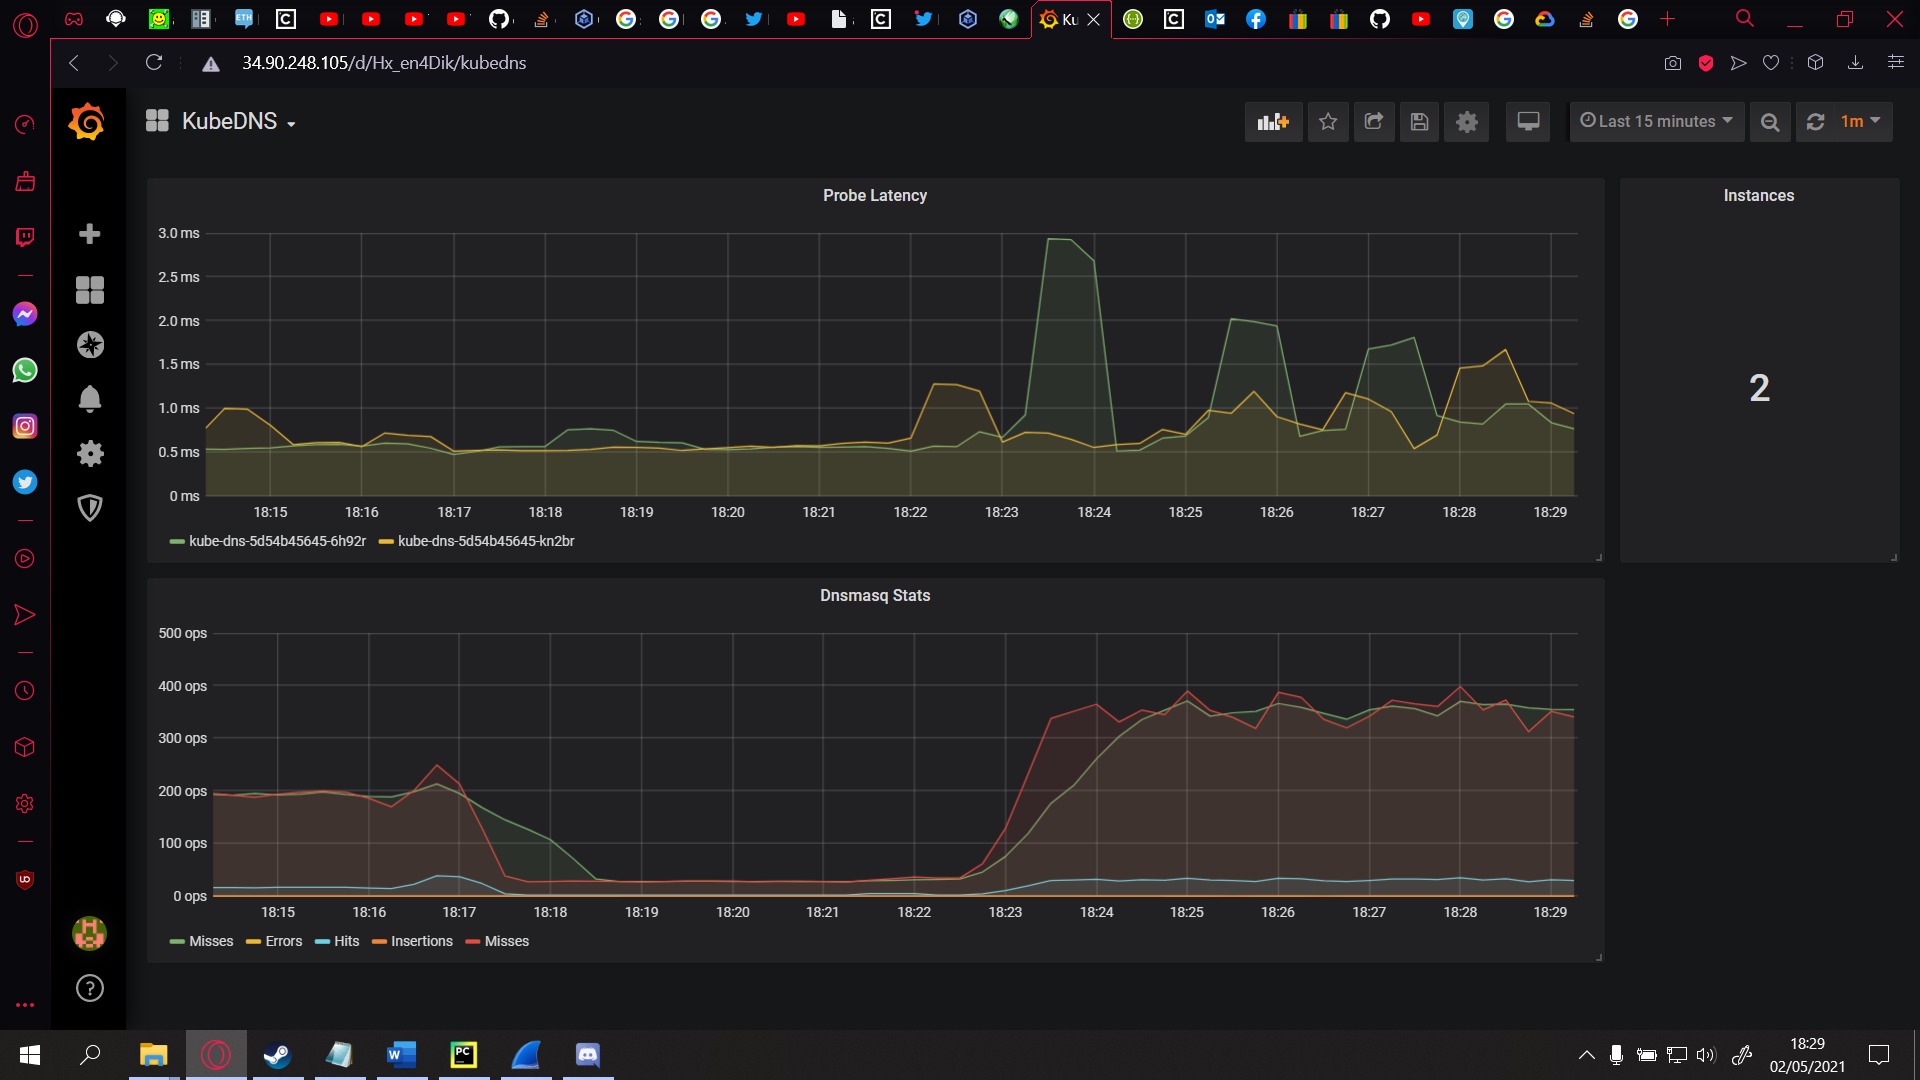 ETH
Ku
34.90.248.105/d/Hx_en4Dik/kubedns
KubeDNS
Last 15 minutes
1m
Probe Latency
3.0 ms
2.5 ms
2.0 ms
1.5 ms
1.0 ms
0.5 ms
0 ms
18:15 18:16 18:17 18:18 18:19 18:20 18:21 18:22 18:23 18:24 18:25 18:26 18:27 18:28 18:29
kube-dns-5d54b45645-6h92r kube-dns-5d54b45645-kn2br
Instances
2
Dnsmasq Stats
500 ops
400 ops
300 ops
200 ops
100 ops
0 ops
18:15 18:16 18:17 18:18 18:19 18:20 18:21 18:22 18:23 18:24 18:25 18:26 18:27 18:28 18:29
Misses Errors Hits Insertions Misses
18:29
02/05/2021